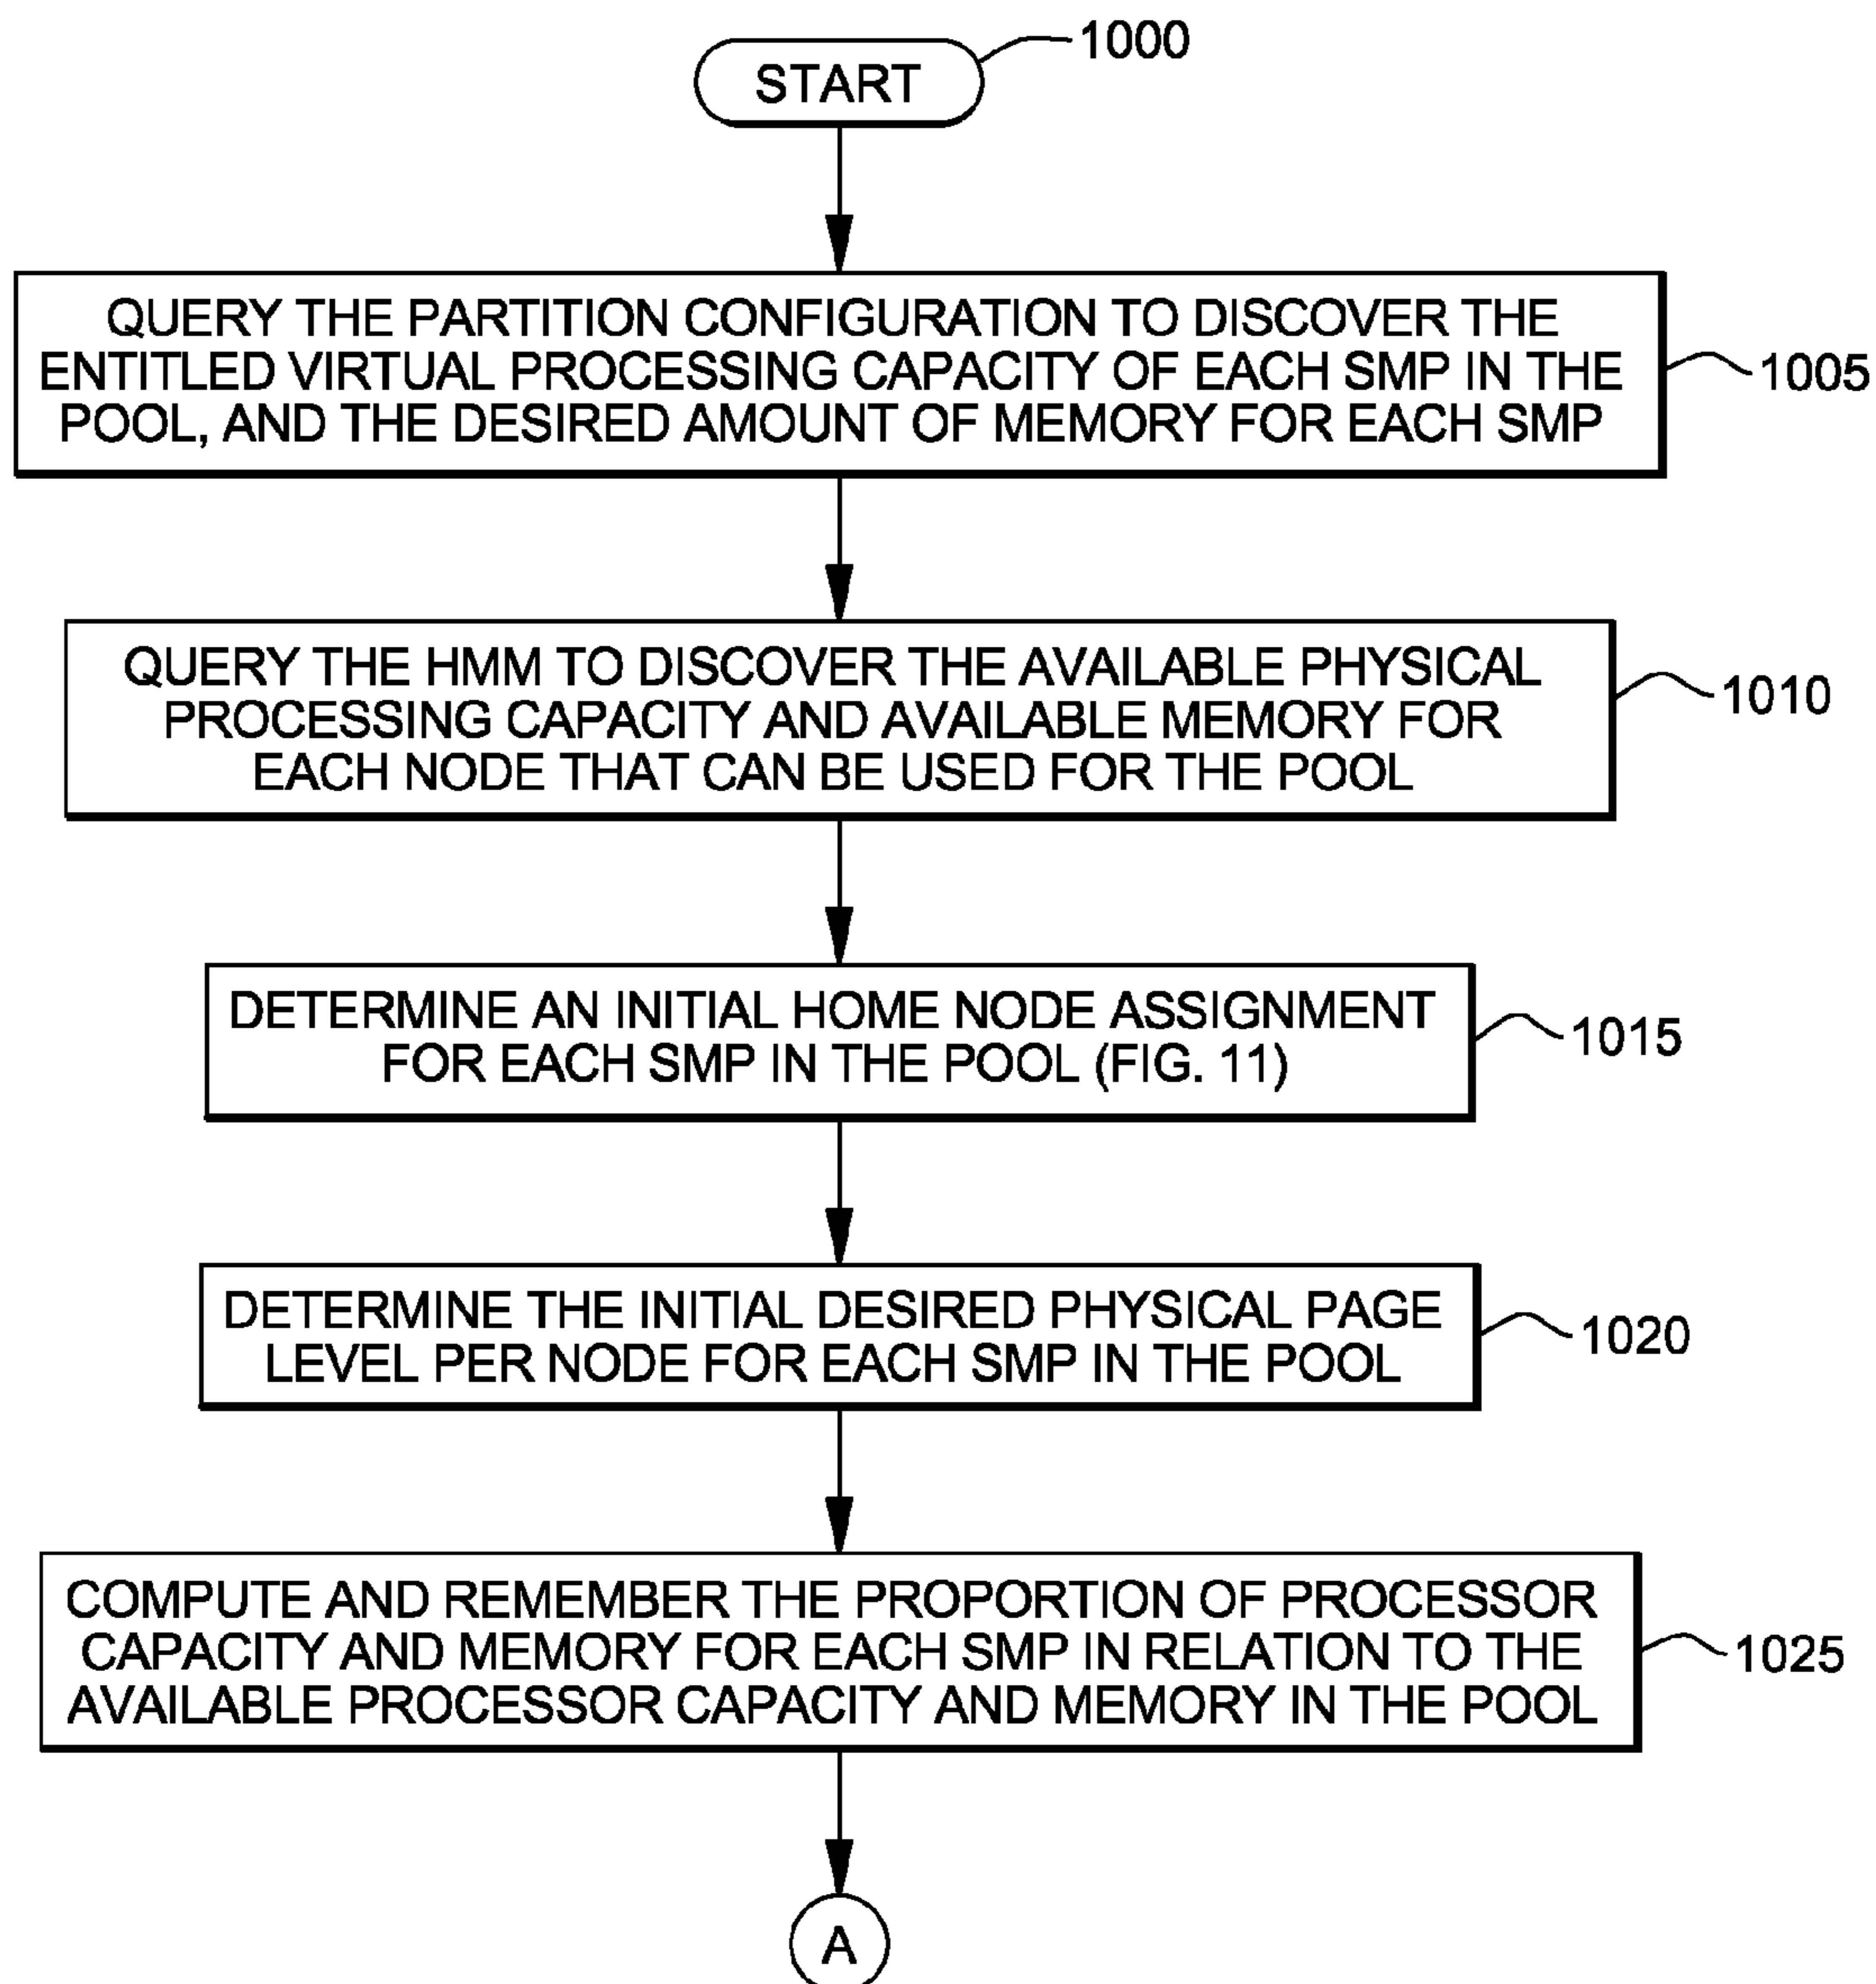 START
1000
QUERY THE PARTITION CONFIGURATION TO DISCOVER THE
ENTITLED VIRTUAL PROCESSING CAPACITY OF EACH SMP IN THE
POOL, AND THE DESIRED AMOUNT OF MEMORY FOR EACH SMP
1005
QUERY THE HMM TO DISCOVER THE AVAILABLE PHYSICAL
PROCESSING CAPACITY AND AVAILABLE MEMORY FOR
EACH NODE THAT CAN BE USED FOR THE POOL
1010
DETERMINE AN INITIAL HOME NODE ASSIGNMENT
FOR EACH SMP IN THE POOL (FIG. 11)
1015
DETERMINE THE INITIAL DESIRED PHYSICAL PAGE
LEVEL PER NODE FOR EACH SMP IN THE POOL
1020
COMPUTE AND REMEMBER THE PROPORTION OF PROCESSOR
CAPACITY AND MEMORY FOR EACH SMP IN RELATION TO THE
AVAILABLE PROCESSOR CAPACITY AND MEMORY IN THE POOL
1025
A